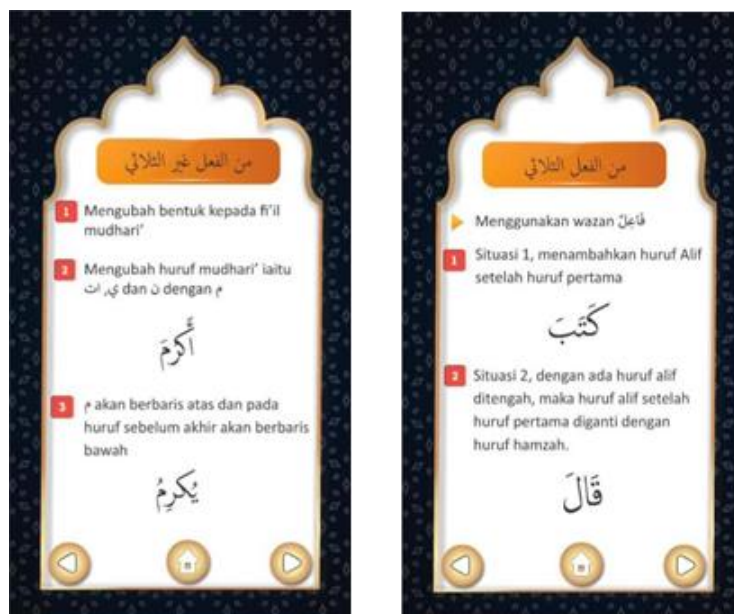 من الفعل غير الثلاثي
1 Mengubah bentuk kepada fi'il
mudhari'
2 Mengubah huruf mudhari' iaitu
ي, ات dan ن dengan م
أَكرَمَ
3 م akan berbaris atas dan pada
huruf sebelum akhir akan berbaris
bawah
يُكرِمُ
من الفعل الثلاثي
Menggunakan wazan فَاعِلٌ
1 Situasi 1, menambahkan huruf Alif
setelah huruf pertama
كَتَبَ
2 Situasi 2, dengan ada huruf alif
ditengah, maka huruf alif setelah
huruf pertama diganti dengan
huruf hamzah.
قَالَ